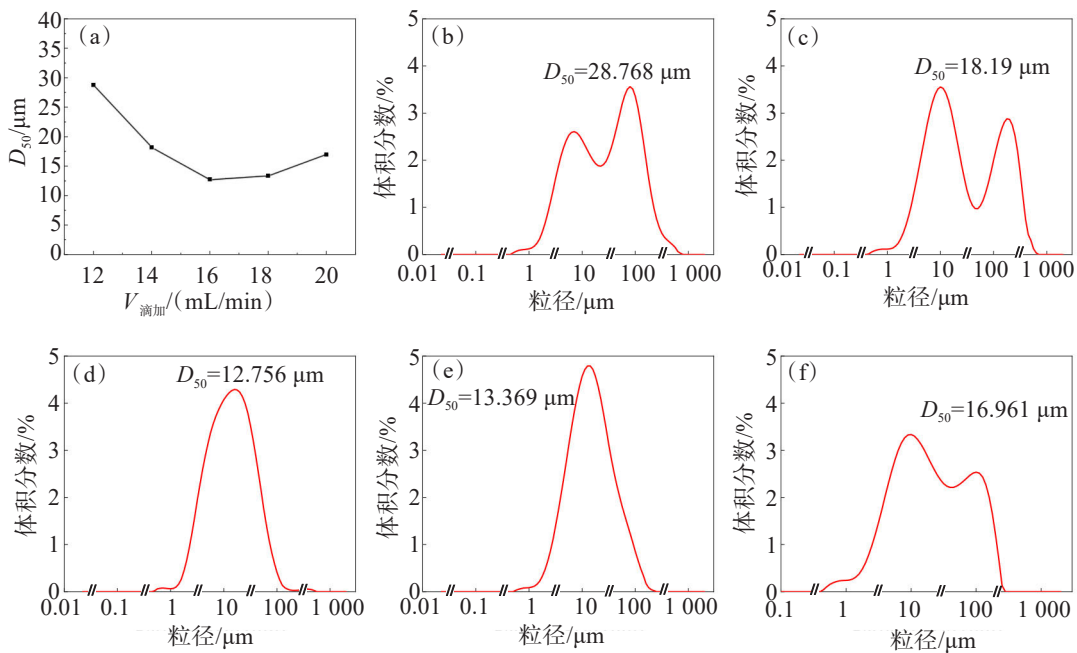 (a)
40
35
30
25
20
15
10
5
0
D₅₀/μm
12 14 16 18 20
V滴加/(mL/min)
(b)
D₅₀=28.768 μm
5
4
3
2
1
0
体积分数/%
0.01 0.1 1 10 100 1 000
粒径/μm
(c)
D₅₀=18.19 μm
5
4
3
2
1
0
体积分数/%
0.01 0.1 1 10 100 1 000
粒径/μm
(d)
D₅₀=12.756 μm
5
4
3
2
1
0
体积分数/%
0.01 0.1 1 10 100 1 000
粒径/μm
(e)
D₅₀=13.369 μm
5
4
3
2
1
0
体积分数/%
0.01 0.1 1 10 100 1 000
粒径/μm
(f)
D₅₀=16.961 μm
5
4
3
2
1
0
体积分数/%
0.1 1 10 100 1 000
粒径/μm